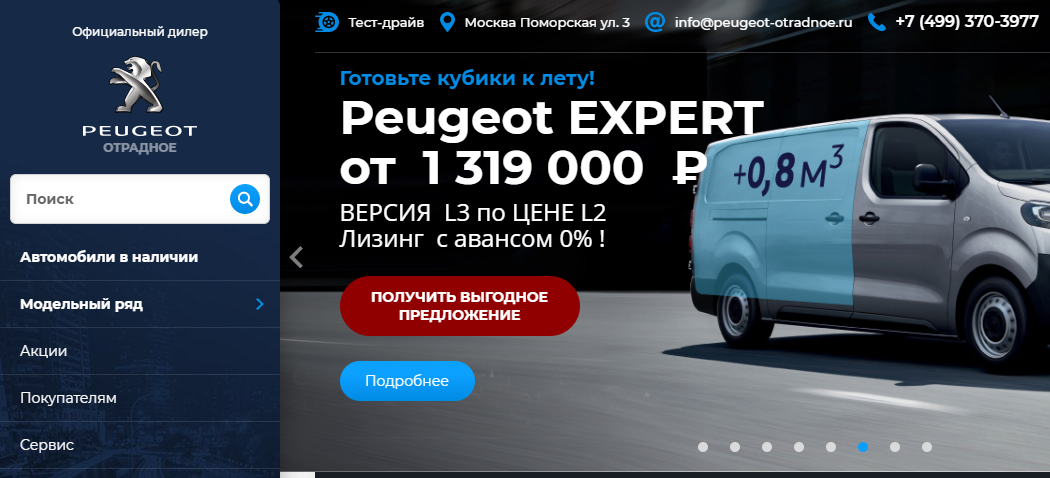 Официальный дилер
PEUGEOT
ОТРАДНОЕ
Поиск
Автомобили в наличии
Модельный ряд
Акции
Покупателям
Сервис
Тест-драйв
Москва Поморская ул. 3
info@peugeot-otradnoe.ru
+7 (499) 370-3977
Готовьте кубики к лету!
Peugeot EXPERT
от 1 319 000 ₽
ВЕРСИЯ L3 по ЦЕНЕ L2
Лизинг с авансом 0% !
ПОЛУЧИТЬ ВЫГОДНОЕ
ПРЕДЛОЖЕНИЕ
Подробнее
+0,8 м³